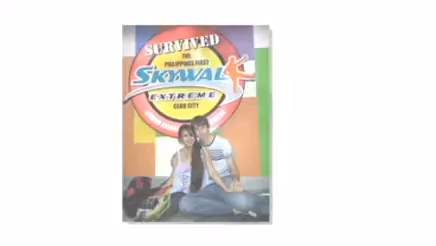 SURVIVED
THE
PHILIPPINES FIRST
SKYWALK
EXTREME
CEBU CITY